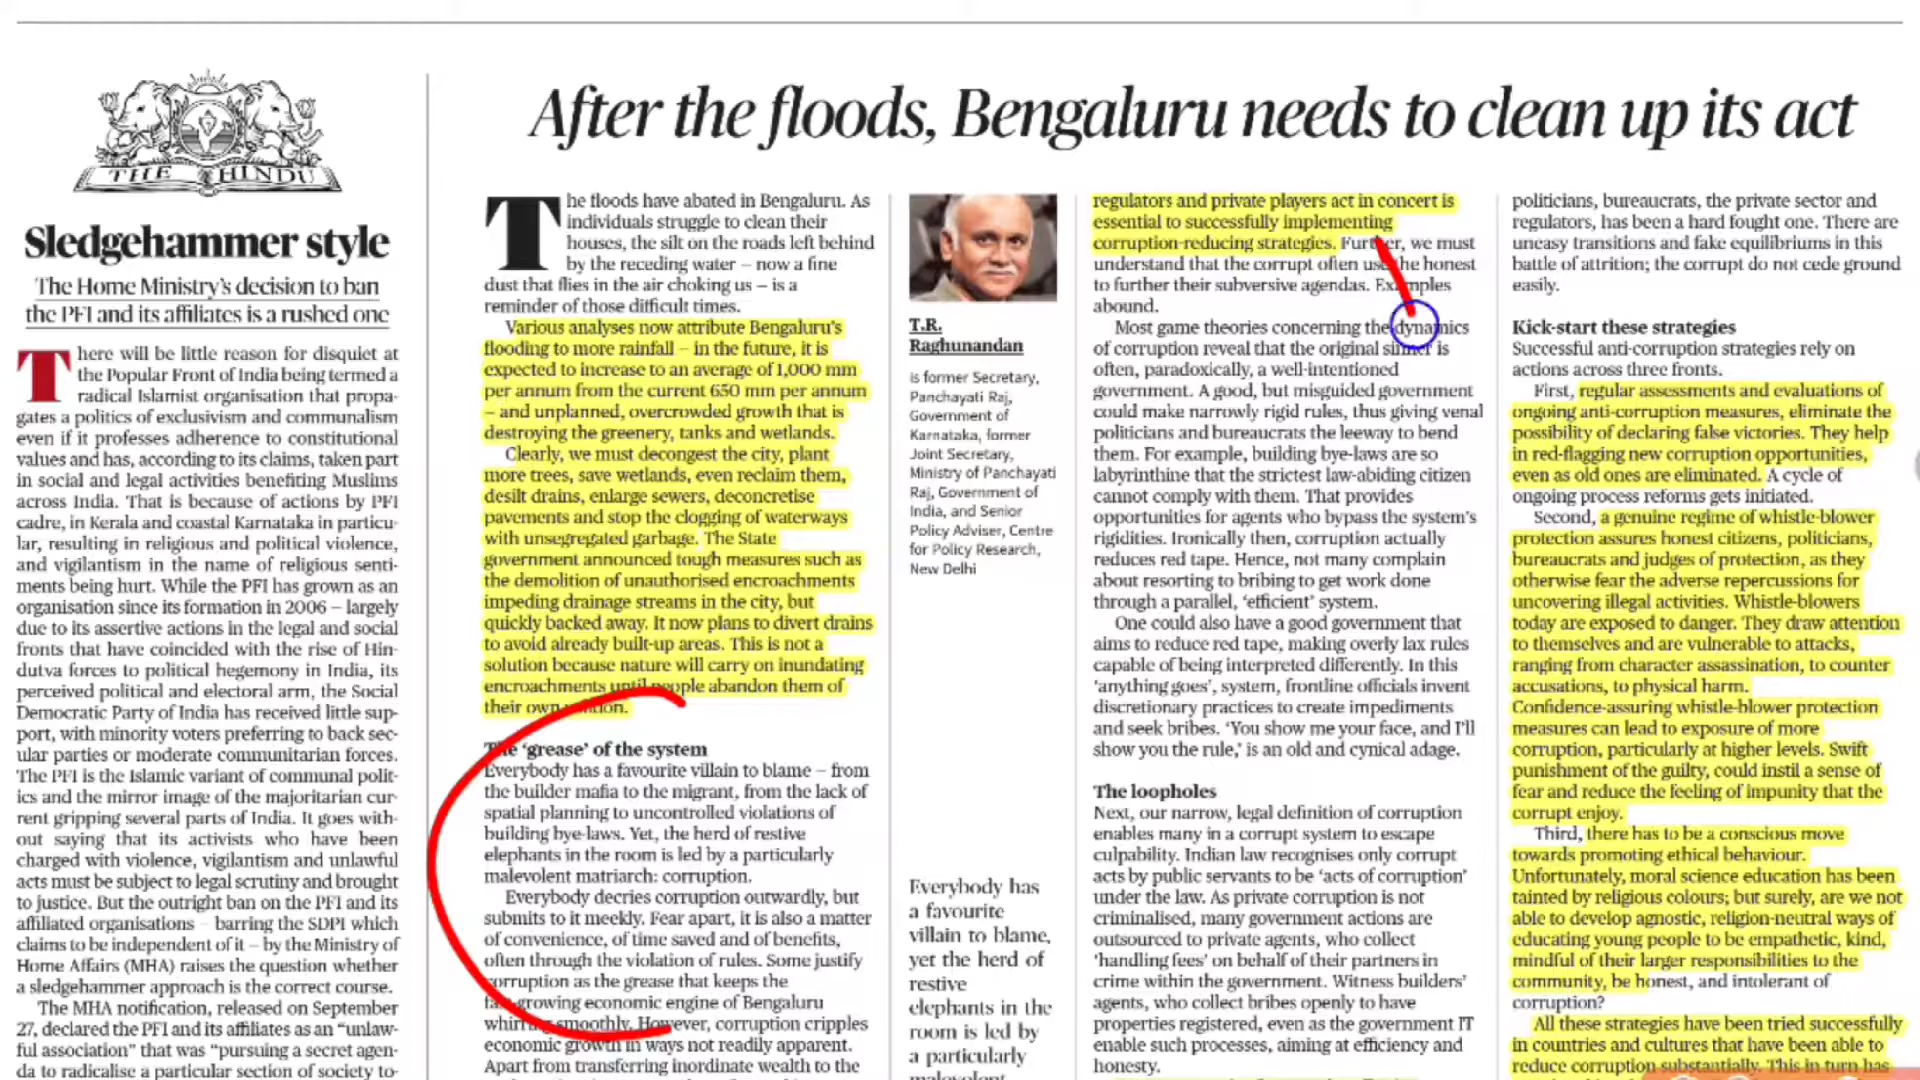 THE HINDU
Sledgehammer style
The Home Ministry's decision to ban
the PFI and its affiliates is a rushed one
There will be little reason for disquiet at
the Popular Front of India being termed a
radical Islamist organisation that propa-
gates a politics of exclusivism and communalism
even if it professes adherence to constitutional
values and has, according to its claims, taken part
in social and legal activities benefiting Muslims
across India. That is because of actions by PFI
cadre, in Kerala and coastal Karnataka in particu-
lar, resulting in religious and political violence,
and vigilantism in the name of religious senti-
ments being hurt. While the PFI has grown as an
organisation since its formation in 2006 – largely
due to its assertive actions in the legal and social
fronts that have coincided with the rise of Hin-
dutva forces to political hegemony in India, its
perceived political and electoral arm, the Social
Democratic Party of India has received little sup-
port, with minority voters preferring to back sec-
ular parties or moderate communitarian forces.
The PFI is the Islamic variant of communal polit-
ics and the mirror image of the majoritarian cur-
rent gripping several parts of India. It goes with-
out saying that its activists who have been
charged with violence, vigilantism and unlawful
acts must be subject to legal scrutiny and brought
to justice. But the outright ban on the PFI and its
affiliated organisations – barring the SDPI which
claims to be independent of it – by the Ministry of
Home Affairs (MHA) raises the question whether
a sledgehammer approach is the correct course.
The MHA notification, released on September
27, declared the PFI and its affiliates as an "unlaw-
ful association" that was "pursuing a secret agen-
da to radicalise a particular section of society to-
After the floods, Bengaluru needs to clean up its act
The floods have abated in Bengaluru. As
individuals struggle to clean their
houses, the silt on the roads left behind
by the receding water – now a fine
dust that flies in the air choking us – is a
reminder of those difficult times.
Various analyses now attribute Bengaluru's
flooding to more rainfall – in the future, it is
expected to increase to an average of 1,000 mm
per annum from the current 650 mm per annum
– and unplanned, overcrowded growth that is
destroying the greenery, tanks and wetlands.
Clearly, we must decongest the city, plant
more trees, save wetlands, even reclaim them,
desilt drains, enlarge sewers, deconcretise
pavements and stop the clogging of waterways
with unsegregated garbage. The State
government announced tough measures such as
the demolition of unauthorised encroachments
impeding drainage streams in the city, but
quickly backed away. It now plans to divert drains
to avoid already built-up areas. This is not a
solution because nature will carry on inundating
encroachments until people abandon them of
their own volition.
The 'grease' of the system
Everybody has a favourite villain to blame – from
the builder mafia to the migrant, from the lack of
spatial planning to uncontrolled violations of
building bye-laws. Yet, the herd of restive
elephants in the room is led by a particularly
malevolent matriarch: corruption.
Everybody decries corruption outwardly, but
submits to it meekly. Fear apart, it is also a matter
of convenience, of time saved and of benefits,
often through the violation of rules. Some justify
corruption as the grease that keeps the
fast-growing economic engine of Bengaluru
whirring smoothly. However, corruption cripples
economic growth in ways not readily apparent.
Apart from transferring inordinate wealth to the
T.R.
Raghunandan
is former Secretary,
Panchayati Raj,
Government of
Karnataka, former
Joint Secretary,
Ministry of Panchayati
Raj, Government of
India, and Senior
Policy Adviser, Centre
for Policy Research,
New Delhi
Everybody has
a favourite
villain to blame,
yet the herd of
restive
elephants in the
room is led by
a particularly
malevolent
regulators and private players act in concert is
essential to successfully implementing
corruption-reducing strategies. Further, we must
understand that the corrupt often use the honest
to further their subversive agendas. Examples
abound.
Most game theories concerning the dynamics
of corruption reveal that the original sinner is
often, paradoxically, a well-intentioned
government. A good, but misguided government
could make narrowly rigid rules, thus giving venal
politicians and bureaucrats the leeway to bend
them. For example, building bye-laws are so
labyrinthine that the strictest law-abiding citizen
cannot comply with them. That provides
opportunities for agents who bypass the system's
rigidities. Ironically then, corruption actually
reduces red tape. Hence, not many complain
about resorting to bribing to get work done
through a parallel, 'efficient' system.
One could also have a good government that
aims to reduce red tape, making overly lax rules
capable of being interpreted differently. In this
'anything goes', system, frontline officials invent
discretionary practices to create impediments
and seek bribes. 'You show me your face, and I'll
show you the rule,' is an old and cynical adage.
The loopholes
Next, our narrow, legal definition of corruption
enables many in a corrupt system to escape
culpability. Indian law recognises only corrupt
acts by public servants to be 'acts of corruption'
under the law. As private corruption is not
criminalised, many government actions are
outsourced to private agents, who collect
'handling fees' on behalf of their partners in
crime within the government. Witness builders'
agents, who collect bribes openly to have
properties registered, even as the government IT
enable such processes, aiming at efficiency and
honesty.
politicians, bureaucrats, the private sector and
regulators, has been a hard fought one. There are
uneasy transitions and fake equilibriums in this
battle of attrition; the corrupt do not cede ground
easily.
Kick-start these strategies
Successful anti-corruption strategies rely on
actions across three fronts.
First, regular assessments and evaluations of
ongoing anti-corruption measures, eliminate the
possibility of declaring false victories. They help
in red-flagging new corruption opportunities,
even as old ones are eliminated. A cycle of
ongoing process reforms gets initiated.
Second, a genuine regime of whistle-blower
protection assures honest citizens, politicians,
bureaucrats and judges of protection, as they
otherwise fear the adverse repercussions for
uncovering illegal activities. Whistle-blowers
today are exposed to danger. They draw attention
to themselves and are vulnerable to attacks,
ranging from character assassination, to counter
accusations, to physical harm.
Confidence-assuring whistle-blower protection
measures can lead to exposure of more
corruption, particularly at higher levels. Swift
punishment of the guilty, could instil a sense of
fear and reduce the feeling of impunity that the
corrupt enjoy.
Third, there has to be a conscious move
towards promoting ethical behaviour.
Unfortunately, moral science education has been
tainted by religious colours; but surely, are we not
able to develop agnostic, religion-neutral ways of
educating young people to be empathetic, kind,
mindful of their larger responsibilities to the
community, be honest, and intolerant of
corruption?
All these strategies have been tried successfully
in countries and cultures that have been able to
reduce corruption substantially. This in turn has